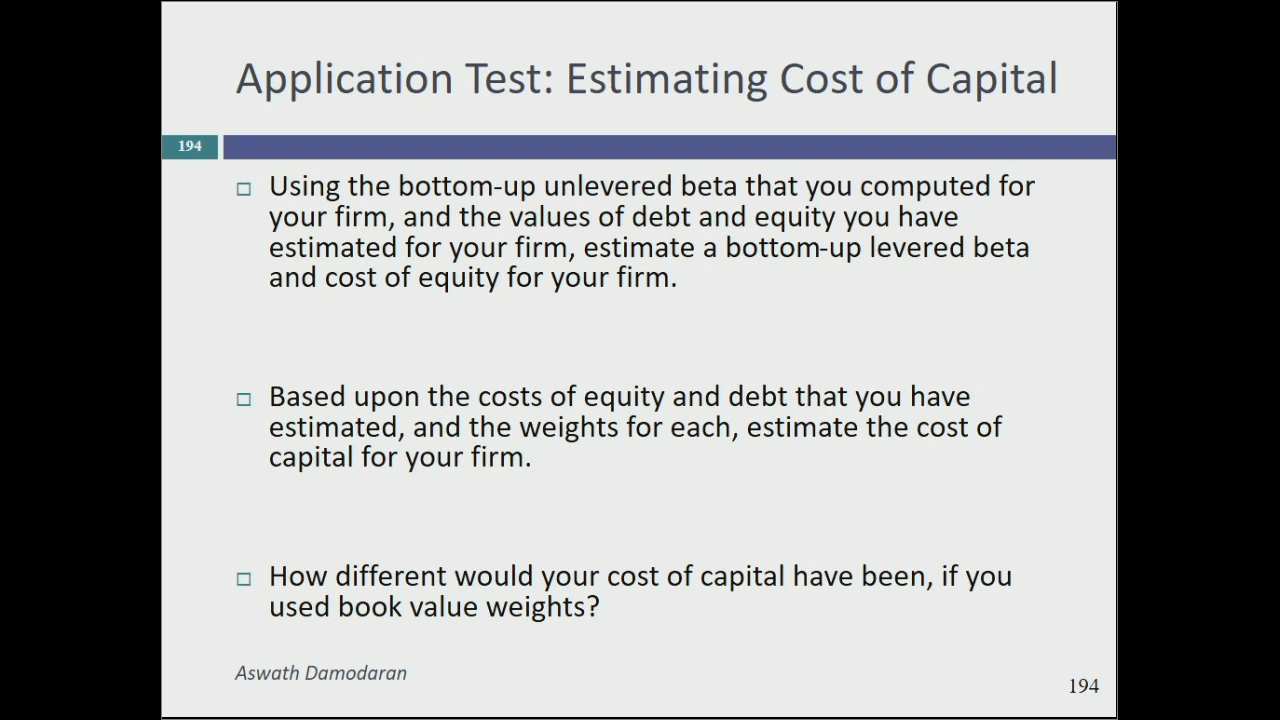 Application Test: Estimating Cost of Capital
194
Using the bottom-up unlevered beta that you computed for
your firm, and the values of debt and equity you have
estimated for your firm, estimate a bottom-up levered beta
and cost of equity for your firm.
Based upon the costs of equity and debt that you have
estimated, and the weights for each, estimate the cost of
capital for your firm.
How different would your cost of capital have been, if you
used book value weights?
Aswath Damodaran
194